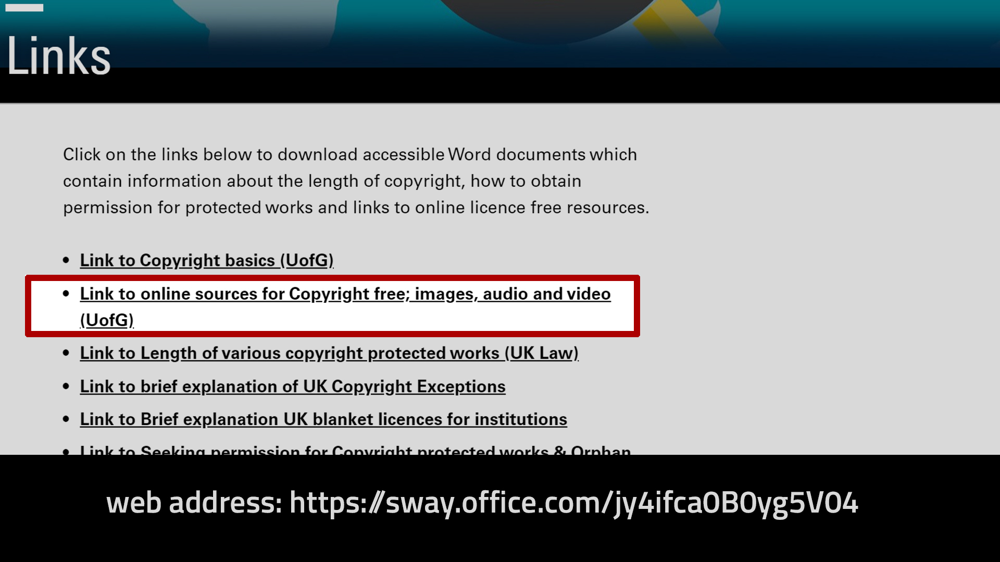 Links
Click on the links below to download accessible Word documents which
contain information about the length of copyright, how to obtain
permission for protected works and links to online licence free resources.
• Link to Copyright basics (UofG)
• Link to online sources for Copyright free; images, audio and video
(UofG)
• Link to Length of various copyright protected works (UK Law)
• Link to brief explanation of UK Copyright Exceptions
• Link to Brief explanation UK blanket licences for institutions
• Link to Seeking permission for Copyright protected works & Orphan
web address: https://sway.office.com/jy4ifca0B0yg5V04